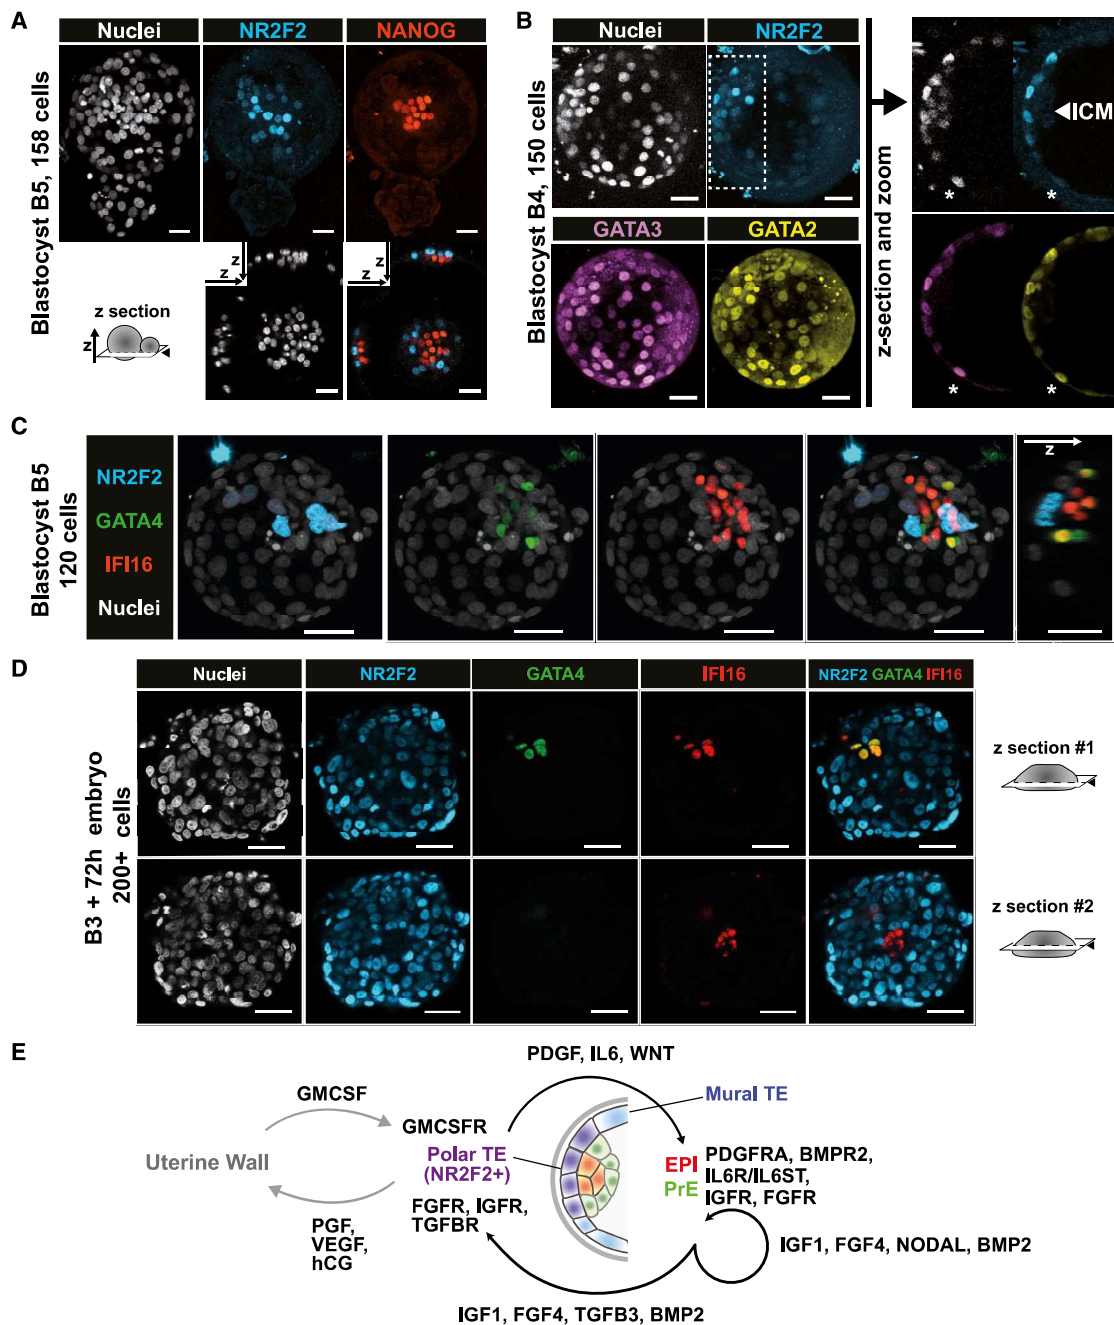 A
Nuclei
NR2F2
NANOG
Blastocyst B5, 158 cells
z
z
z
z
z section
z
B
Nuclei
NR2F2
Blastocyst B4, 150 cells
GATA3
GATA2
z-section and zoom
ICM
*
*
*
*
C
Blastocyst B5
120 cells
NR2F2
GATA4
IFI16
Nuclei
z
D
Nuclei
NR2F2
GATA4
IFI16
NR2F2 GATA4 IFI16
B3 + 72h embryo
200+ cells
z section #1
z section #2
E
PDGF, IL6, WNT
GMCSF
Mural TE
GMCSFR
Uterine Wall
Polar TE
(NR2F2+)
EPI
PrE
PDGFRA, BMPR2,
IL6R/IL6ST,
IGFR, FGFR
FGFR, IGFR,
TGFBR
PGF,
VEGF,
hCG
IGF1, FGF4, NODAL, BMP2
IGF1, FGF4, TGFB3, BMP2